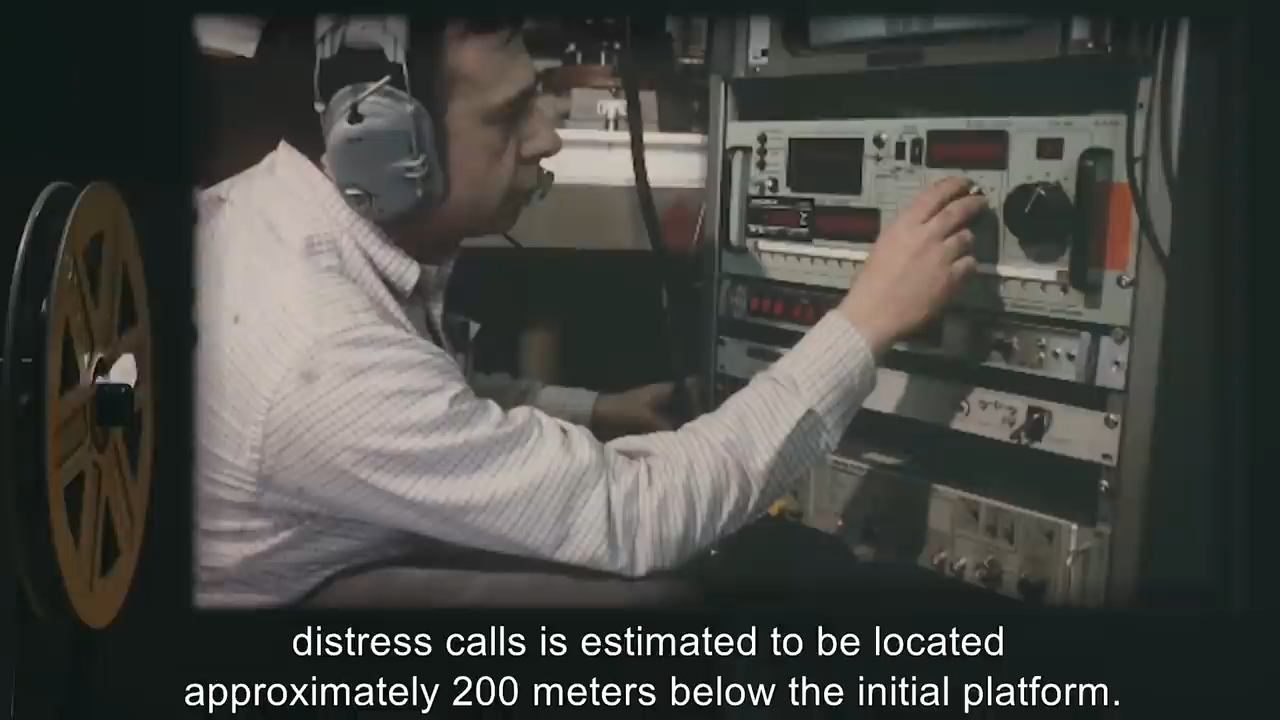 distress calls is estimated to be located
approximately 200 meters below the initial platform.